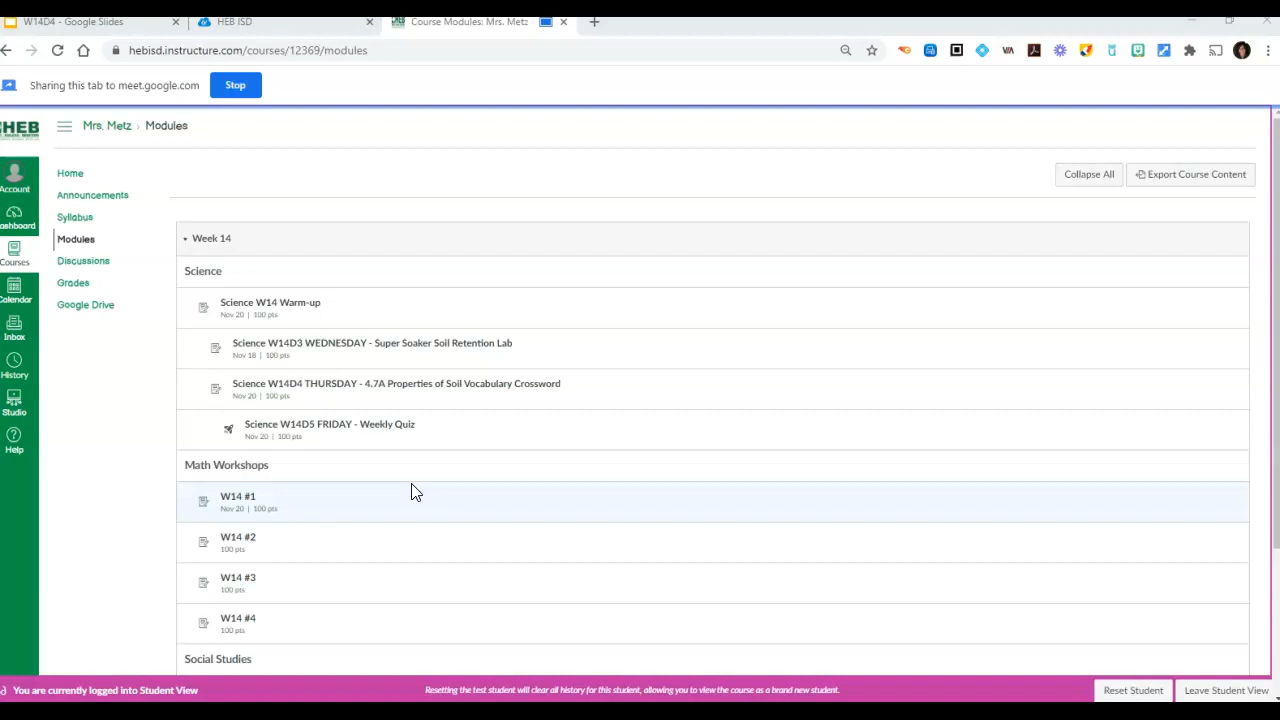 W14D4 - Google Slides
HEB ISD
Course Modules: Mrs. Metz
hebisd.instructure.com/courses/12369/modules
VIA
Sharing this tab to meet.google.com
Stop
HEB
Mrs. Metz › Modules
Account
ashboard
Courses
Calendar
Inbox
History
Studio
Help
Home
Announcements
Syllabus
Modules
Discussions
Grades
Google Drive
Collapse All
Export Course Content
Week 14
Science
Science W14 Warm-up
Nov 20 | 100 pts
Science W14D3 WEDNESDAY - Super Soaker Soil Retention Lab
Nov 18 | 100 pts
Science W14D4 THURSDAY - 4.7A Properties of Soil Vocabulary Crossword
Nov 20 | 100 pts
Science W14D5 FRIDAY - Weekly Quiz
Nov 20 | 100 pts
Math Workshops
W14 #1
Nov 20 | 100 pts
W14 #2
100 pts
W14 #3
100 pts
W14 #4
100 pts
Social Studies
You are currently logged into Student View
Resetting the test student will clear all history for this student, allowing you to view the course as a brand new student.
Reset Student
Leave Student View